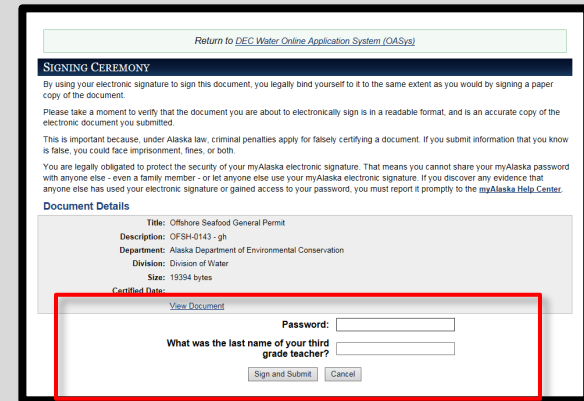 Return to DEC Water Online Application System (OASys)
SIGNING CEREMONY
By using your electronic signature to sign this document, you legally bind yourself to it to the same extent as you would by signing a paper
copy of the document.
Please take a moment to verify that the document you are about to electronically sign is in a readable format, and is an accurate copy of the
electronic document you submitted.
This is important because, under Alaska law, criminal penalties apply for falsely certifying a document. If you submit information that you know
is false, you could face imprisonment, fines, or both.
You are legally obligated to protect the security of your myAlaska electronic signature. That means you cannot share your myAlaska password
with anyone else - even a family member - or let anyone else use your myAlaska electronic signature. If you discover any evidence that
anyone else has used your electronic signature or gained access to your password, you must report it promptly to the myAlaska Help Center.
Document Details
Title: Offshore Seafood General Permit
Description: OFSH-0143 - gh
Department: Alaska Department of Environmental Conservation
Division: Division of Water
Size: 19394 bytes
Certified Date:
View Document
Password:
What was the last name of your third
grade teacher?
Sign and Submit Cancel